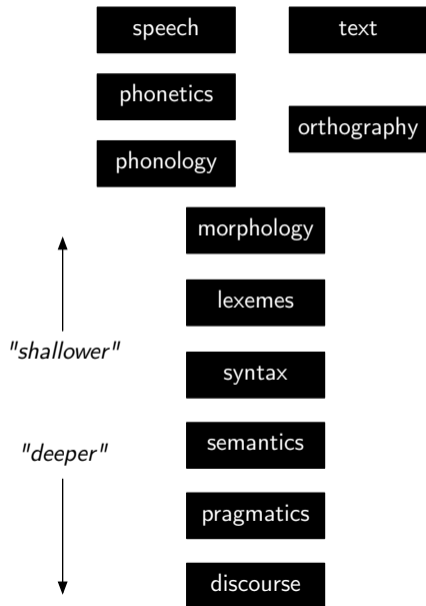 speech
text
phonetics
orthography
phonology
morphology
lexemes
"shallower"
syntax
"deeper"
semantics
pragmatics
discourse